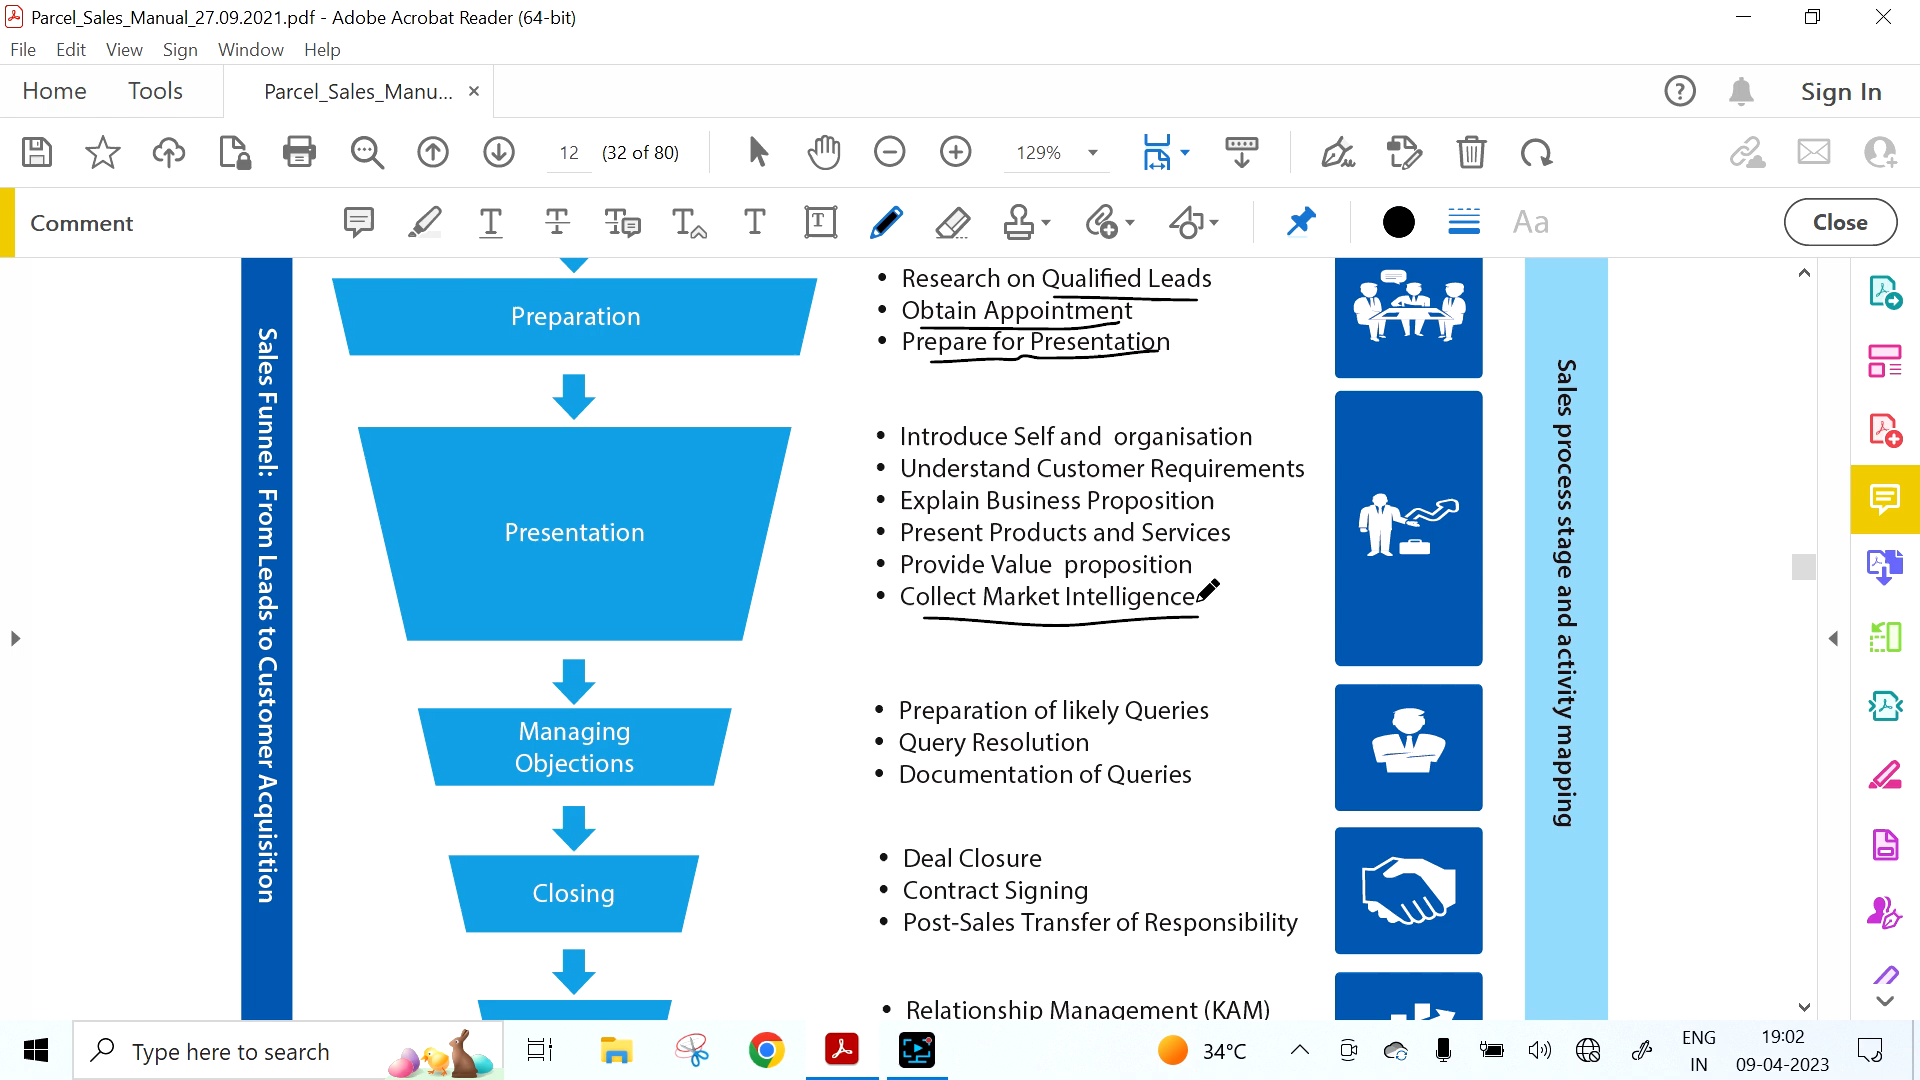 Parcel_Sales_Manual_27.09.2021.pdf - Adobe Acrobat Reader (64-bit)
File Edit View Sign Window Help
Home Tools Parcel_Sales_Manu... × Sign In
12 (32 of 80) 129%
Comment Aa Close
Sales Funnel: From Leads to Customer Acquisition
Preparation
• Research on Qualified Leads
• Obtain Appointment
• Prepare for Presentation
Presentation
• Introduce Self and organisation
• Understand Customer Requirements
• Explain Business Proposition
• Present Products and Services
• Provide Value proposition
• Collect Market Intelligence
Managing
Objections
• Preparation of likely Queries
• Query Resolution
• Documentation of Queries
Closing
• Deal Closure
• Contract Signing
• Post-Sales Transfer of Responsibility
• Relationship Management (KAM)
Sales process stage and activity mapping
Type here to search
34°C
ENG
IN
19:02
09-04-2023